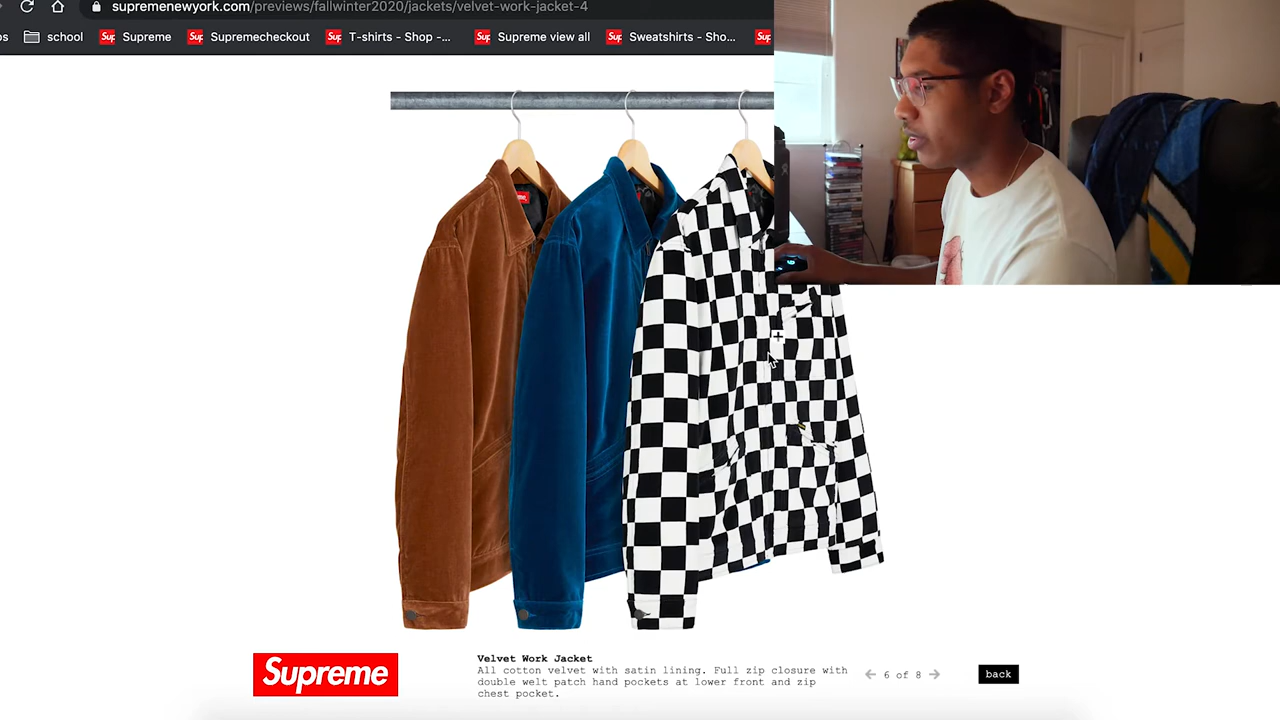 supremenewyork.com/previews/fallwinter2020/jackets/velvet-work-jacket-4
school Supreme Supremecheckout T-shirts - Shop -... Supreme view all Sweatshirts - Sho...
Supreme
Velvet Work Jacket
All cotton velvet with satin lining. Full zip closure with
double welt patch hand pockets at lower front and zip
chest pocket.
6 of 8
back